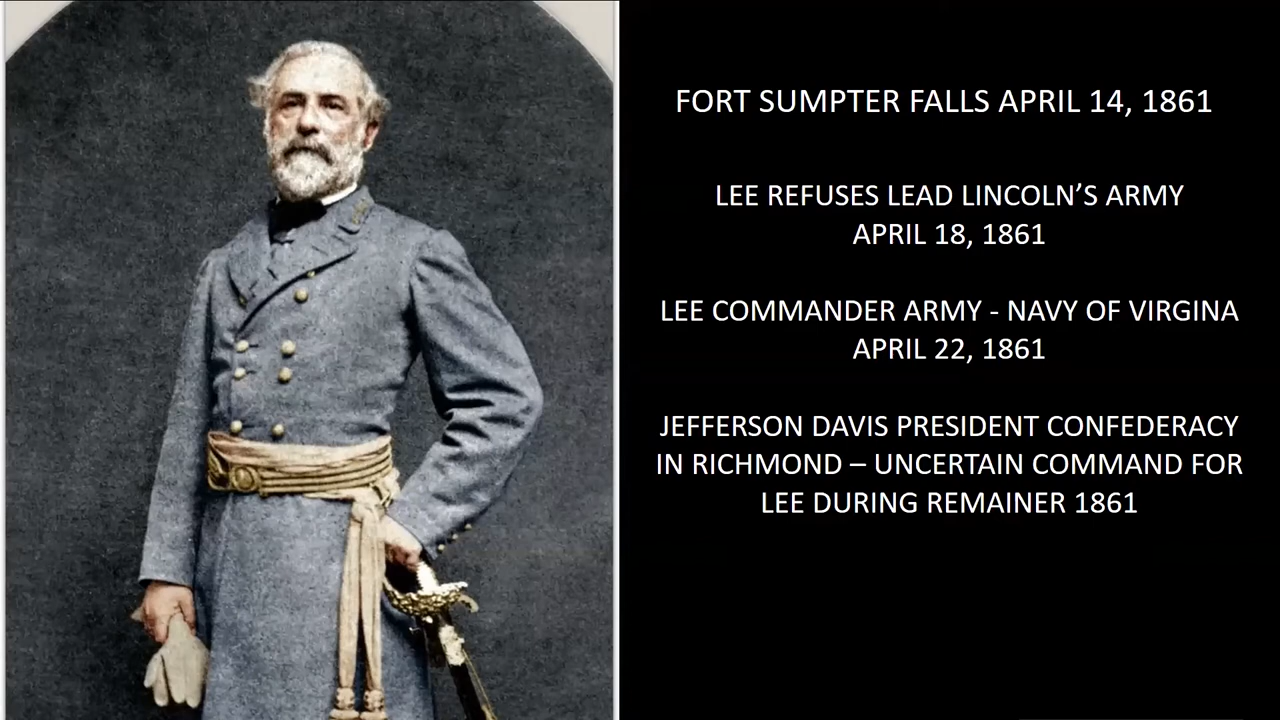 FORT SUMPTER FALLS APRIL 14, 1861
LEE REFUSES LEAD LINCOLN’S ARMY
APRIL 18, 1861
LEE COMMANDER ARMY - NAVY OF VIRGINA
APRIL 22, 1861
JEFFERSON DAVIS PRESIDENT CONFEDERACY
IN RICHMOND – UNCERTAIN COMMAND FOR
LEE DURING REMAINER 1861